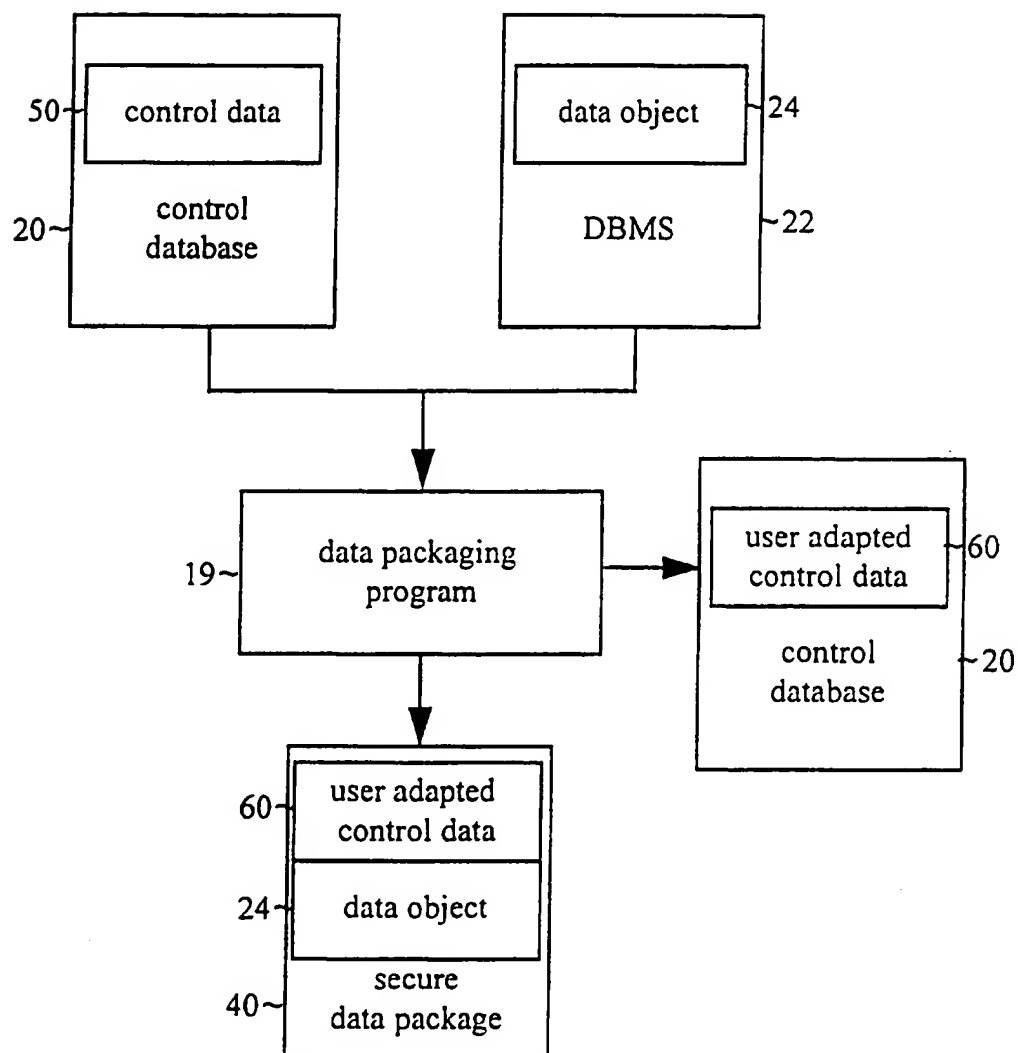 50~ control data
20~ control
database
data object ~24
DBMS ~22
19~ data packaging
program
user adapted ~60
control data
control ~20
database
60~ user adapted
control data
24~ data object
secure
40~ data package